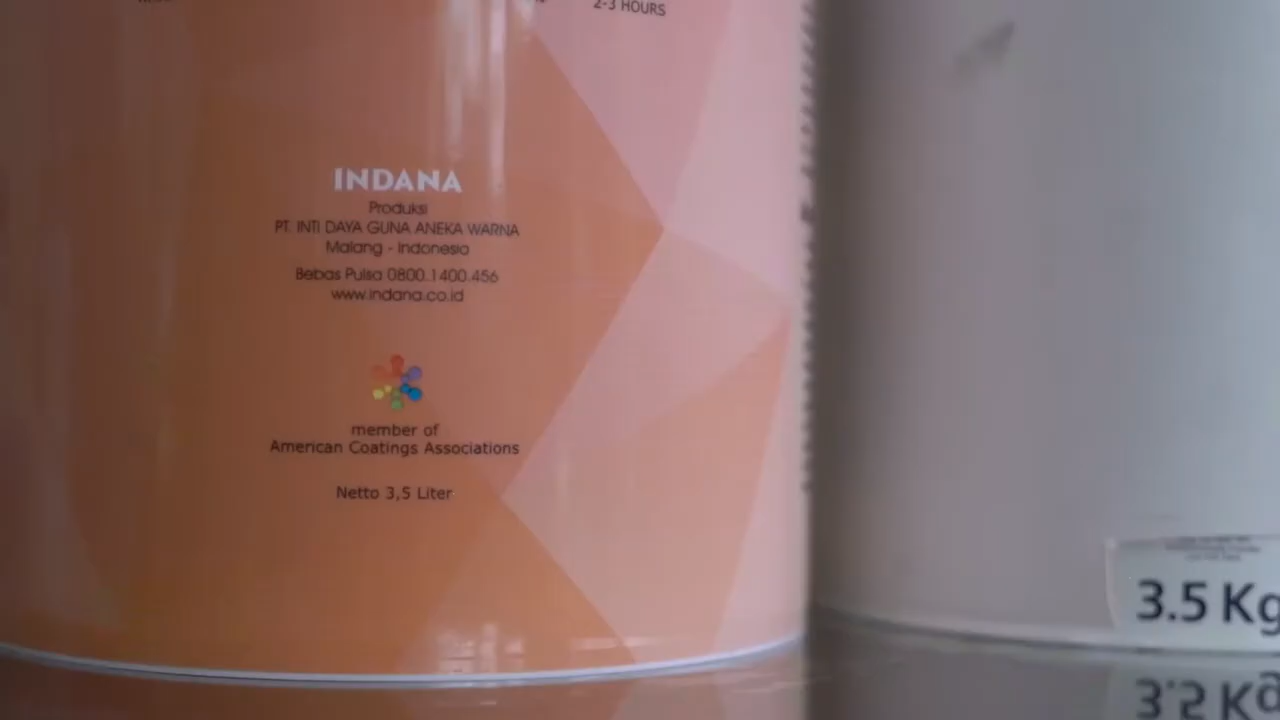 2-3 HOURS
INDANA
Produksi
PT. INTI DAYA GUNA ANEKA WARNA
Malang - Indonesia
Bebas Pulsa 0800.1400.456
www.indana.co.id
member of
American Coatings Associations
Netto 3,5 Liter
3.5 Kg